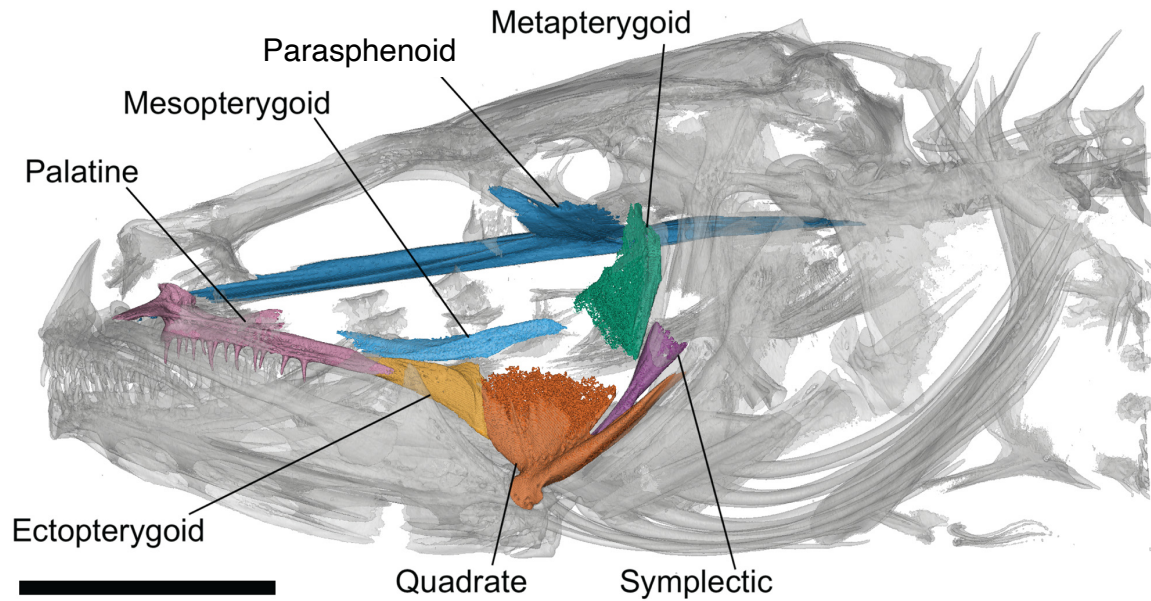 Metapterygoid
Parasphenoid
Mesopterygoid
Palatine
Ectopterygoid
Quadrate
Symplectic